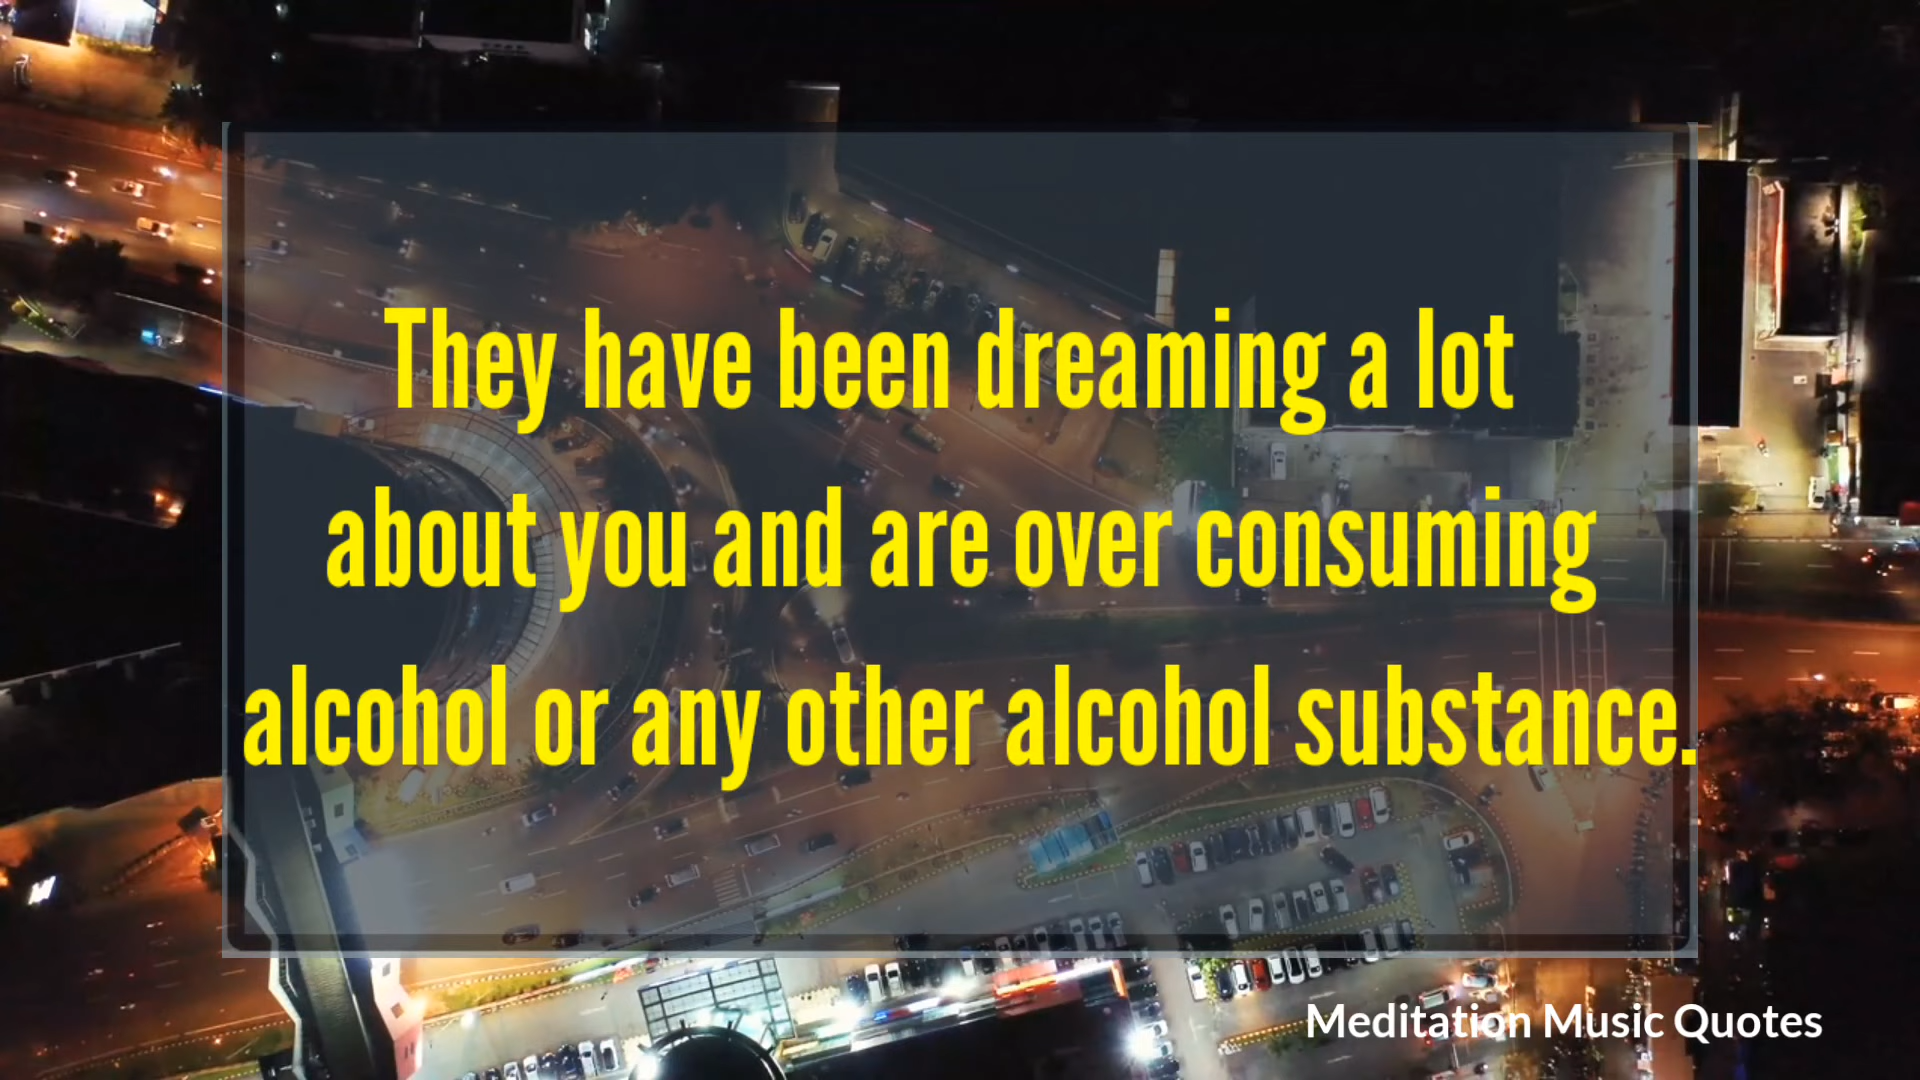 They have been dreaming a lot
about you and are over consuming
alcohol or any other alcohol substance.
Meditation Music Quotes